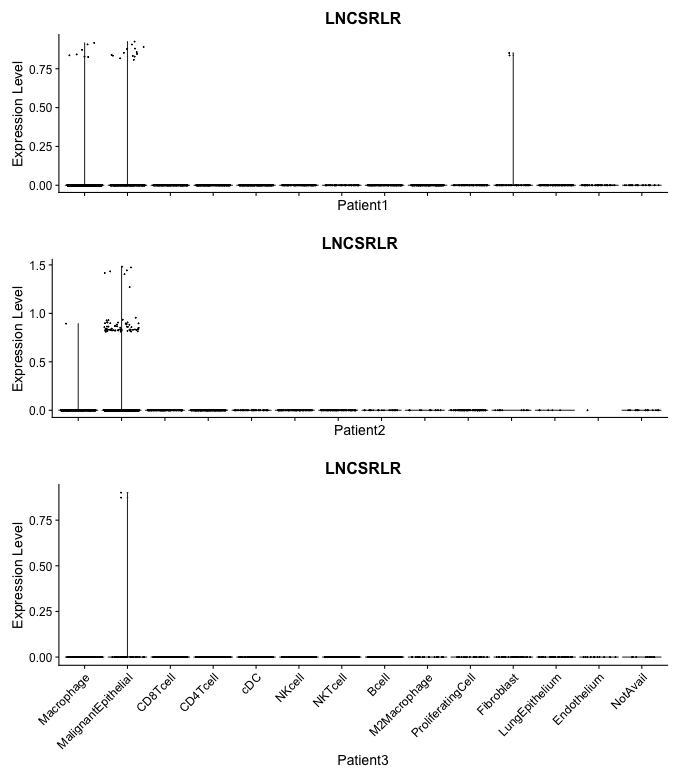 LNCSRLR
Expression Level
0.75
0.50
0.25
0.00
Patient1
LNCSRLR
Expression Level
1.5
1.0
0.5
0.0
Patient2
LNCSRLR
Expression Level
0.75
0.50
0.25
0.00
Macrophage
MalignantEpithelial
CD8Tcell
CD4Tcell
cDC
NKcell
NKTcell
Bcell
M2Macrophage
ProliferatingCell
Fibroblast
LungEpithelium
Endothelium
NotAvail
Patient3